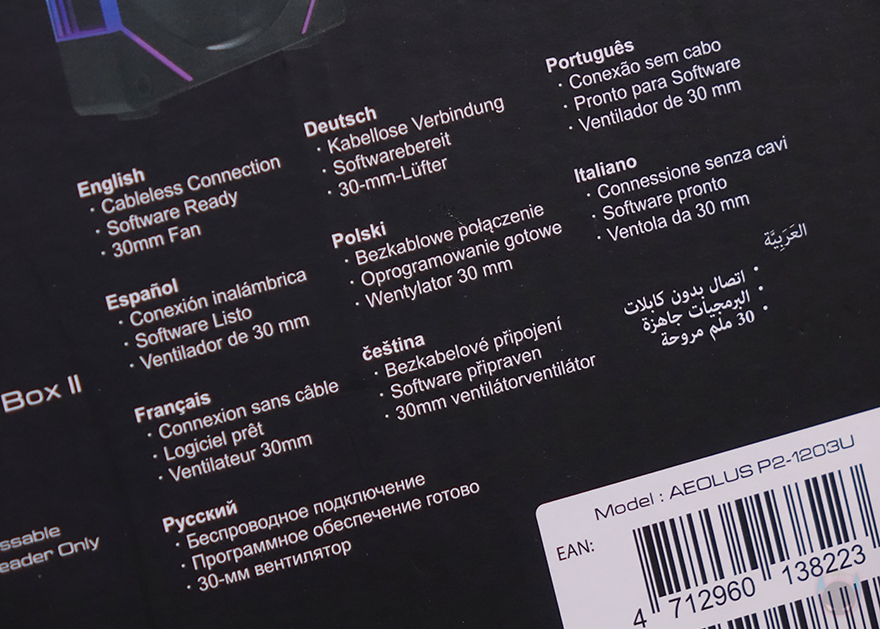 English
· Cableless Connection
· Software Ready
· 30mm Fan
Español
· Conexión inalámbrica
· Software Listo
· Ventilador de 30 mm
Français
· Connexion sans câble
· Logiciel prêt
· Ventilateur 30mm
Русский
· Беспроводное подключение
· Программное обеспечение готово
· 30-мм вентилятор
Deutsch
· Kabellose Verbindung
· Softwarebereit
· 30-mm-Lüfter
Polski
· Bezkablowe połączenie
· Oprogramowanie gotowe
· Wentylator 30 mm
čeština
· Bezkabelové připojení
· Software připraven
· 30mm ventilátorventilátor
Português
· Conexão sem cabo
· Pronto para Software
· Ventilador de 30 mm
Italiano
· Connessione senza cavi
· Software pronto
· Ventola da 30 mm
العَرَبِيَّة
· اتصال بدون كابلات
· البرمجيات جاهزة
· 30 ملم مروحة
Box II
ssable
eader Only
Model : AEOLUS P2-1203U
EAN:
4 712960 138223